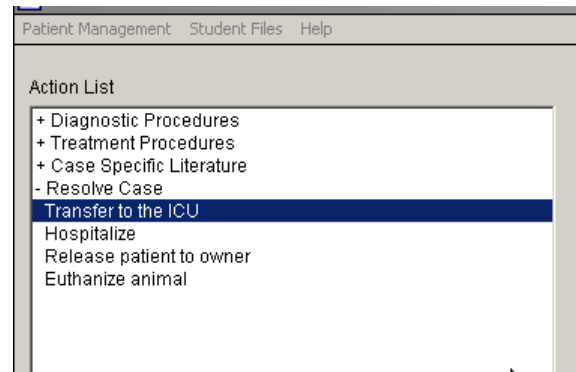 Patient Management Student Files Help
Action List
+ Diagnostic Procedures
+ Treatment Procedures
+ Case Specific Literature
- Resolve Case
Transfer to the ICU
Hospitalize
Release patient to owner
Euthanize animal